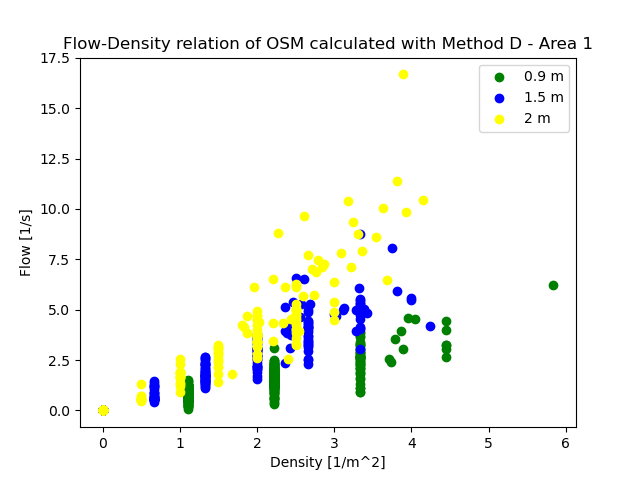 Flow-Density relation of OSM calculated with Method D - Area 1
17.5
15.0
12.5
10.0
7.5
5.0
2.5
0.0
Flow [1/s]
0.9 m
1.5 m
2 m
0 1 2 3 4 5 6
Density [1/m^2]